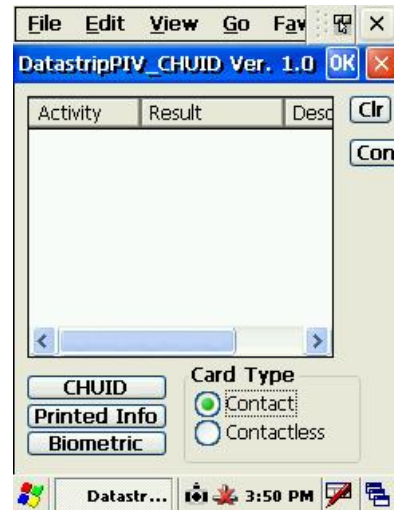 File Edit View Go Fav
DatastripPIV_CHUID Ver. 1.0 OK
Activity Result Desc Clr
Con
CHUID
Card Type
Contact
Printed Info
Contactless
Biometric
Datastr... 3:50 PM